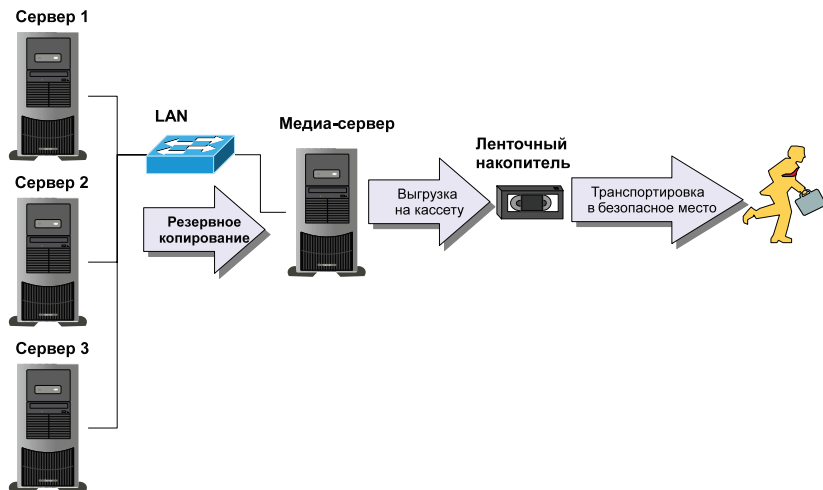 Сервер 1
LAN
Медиа-сервер
Ленточный
накопитель
Сервер 2
Резервное
копирование
Выгрузка
на кассету
Транспортировка
в безопасное место
Сервер 3